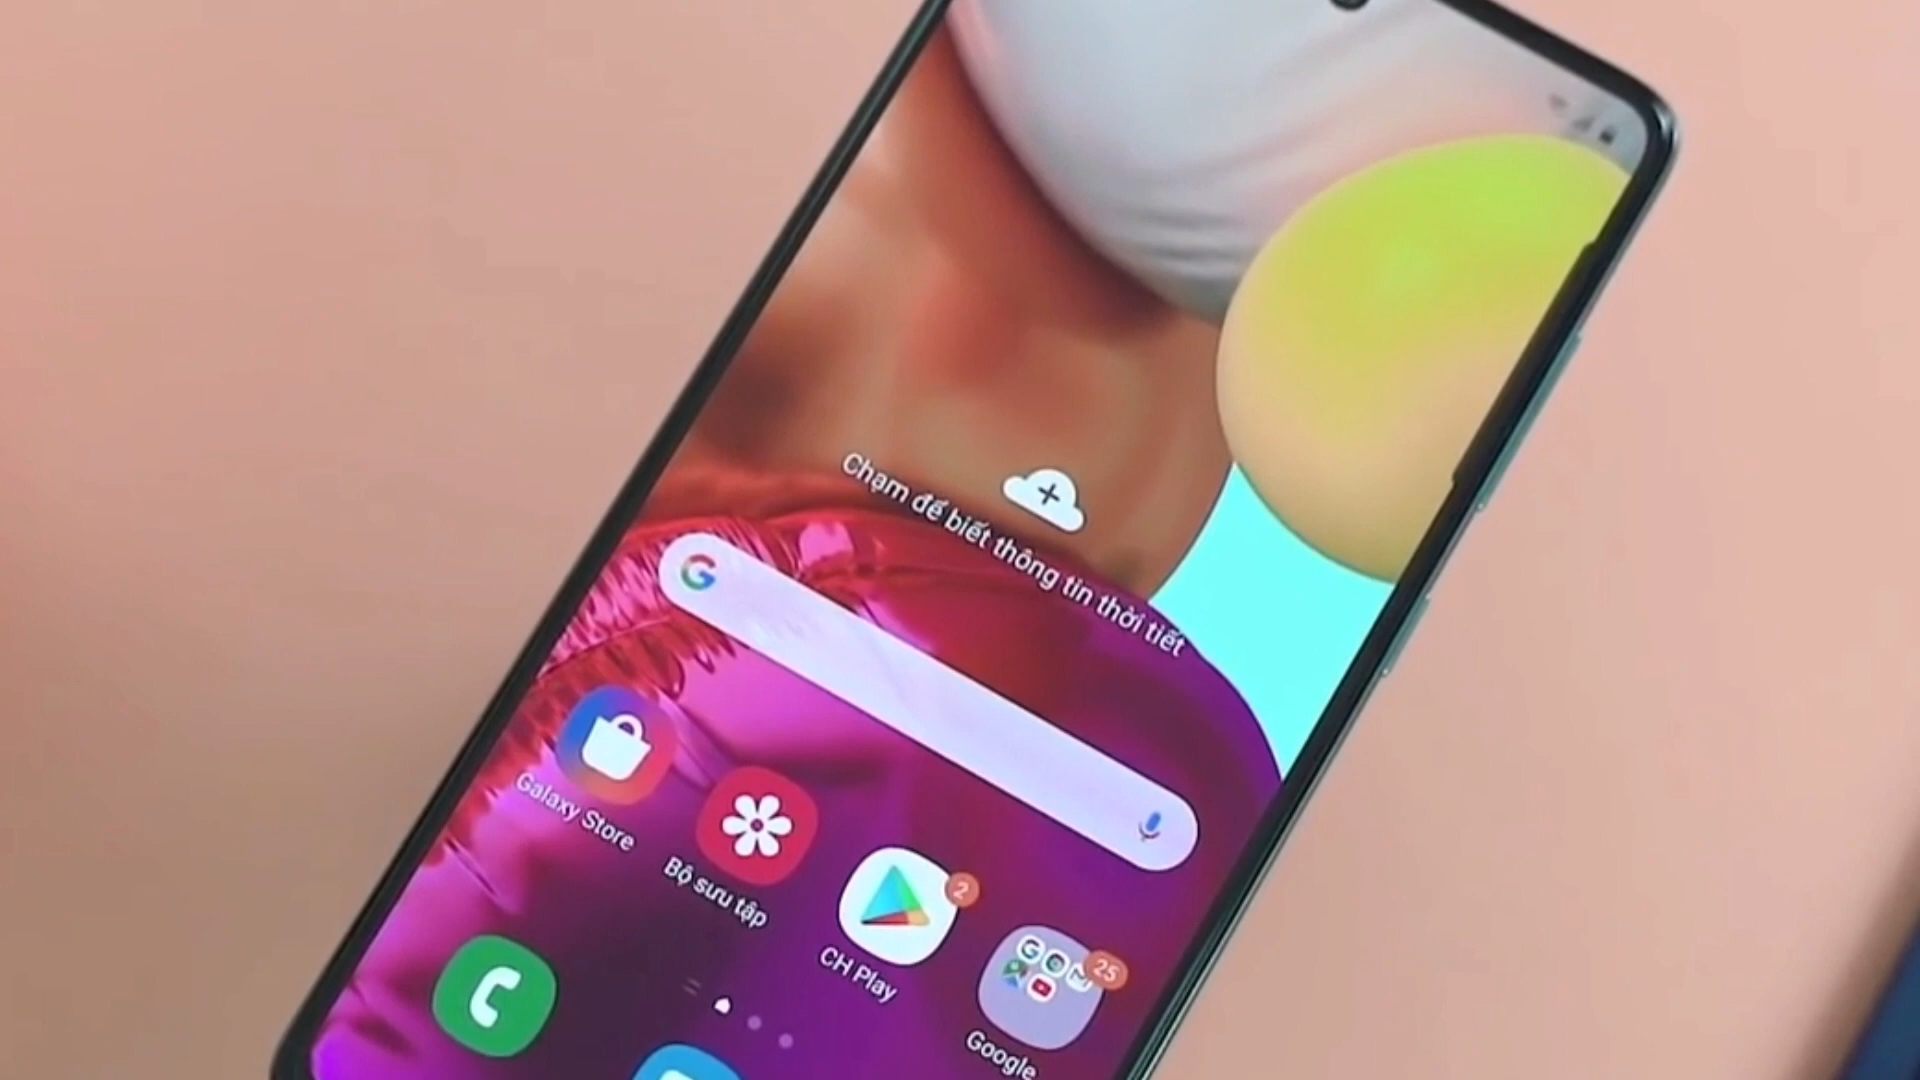 Chạm để biết thông tin thời tiết
G
Galaxy Store
Bộ sưu tập
CH Play
2
Google
25